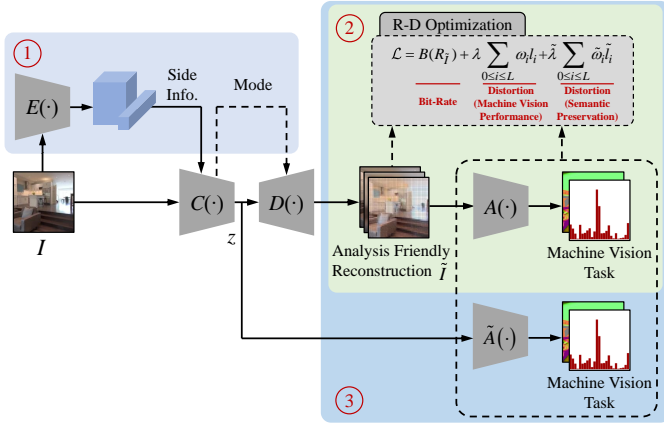 1
E(·)
Side
Info.
Mode
I
C(·)
z
D(·)
2
R-D Optimization
ℒ = B(R_Ĩ) + λ ∑_{0≤i≤L} ω_i l_i + λ̃ ∑_{0≤i≤L} ω̃_i l̃_i
Bit-Rate
Distortion
(Machine Vision
Performance)
Distortion
(Semantic
Preservation)
Analysis Friendly
Reconstruction Ĩ
A(·)
Machine Vision
Task
Ã(·)
Machine Vision
Task
3